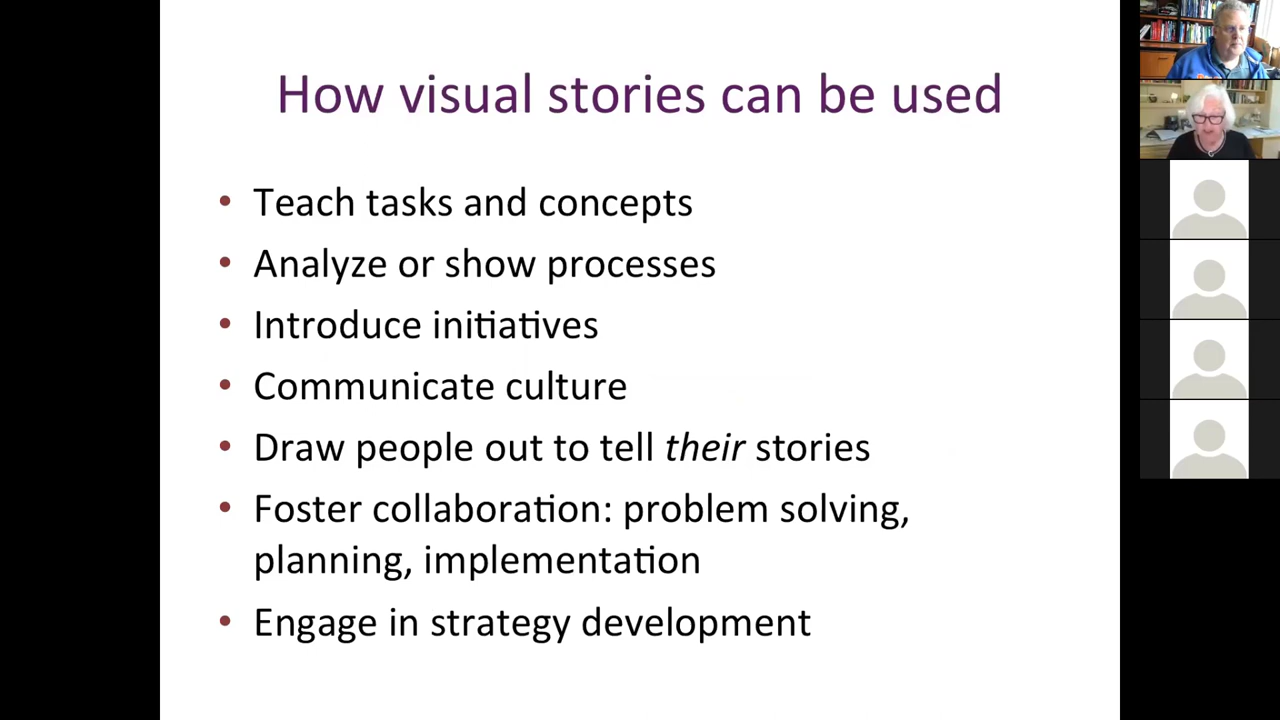 How visual stories can be used
• Teach tasks and concepts
• Analyze or show processes
• Introduce initiatives
• Communicate culture
• Draw people out to tell their stories
• Foster collaboration: problem solving,
planning, implementation
• Engage in strategy development